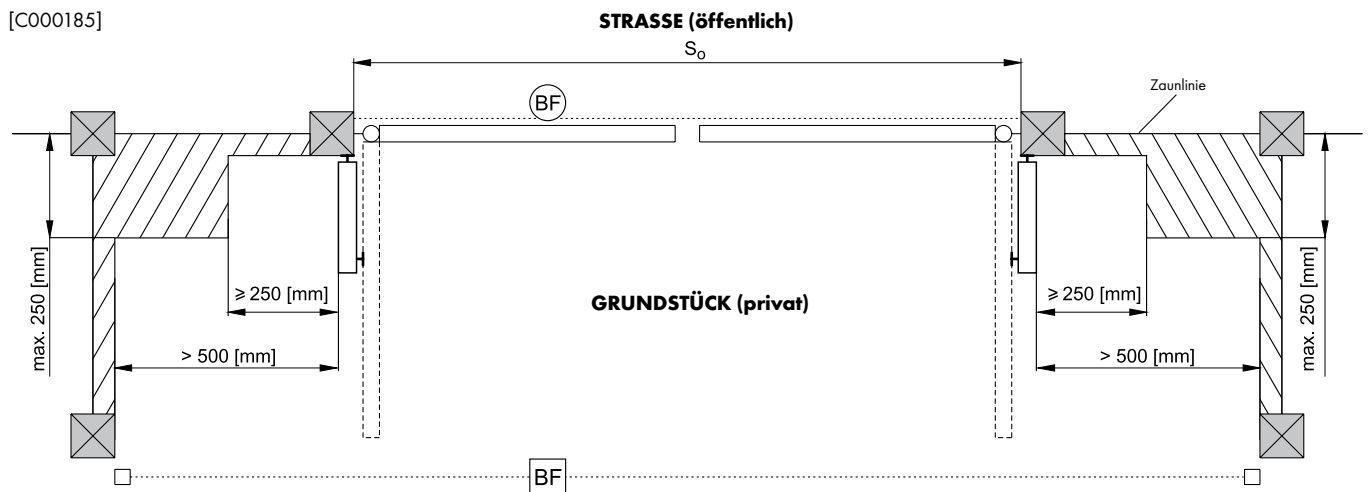 [C000185]
STRASSE (öffentlich)
S₀
BF
Zaunlinie
max. 250 [mm]
⩾ 250 [mm]
> 500 [mm]
GRUNDSTÜCK (privat)
⩾ 250 [mm]
> 500 [mm]
max. 250 [mm]
BF